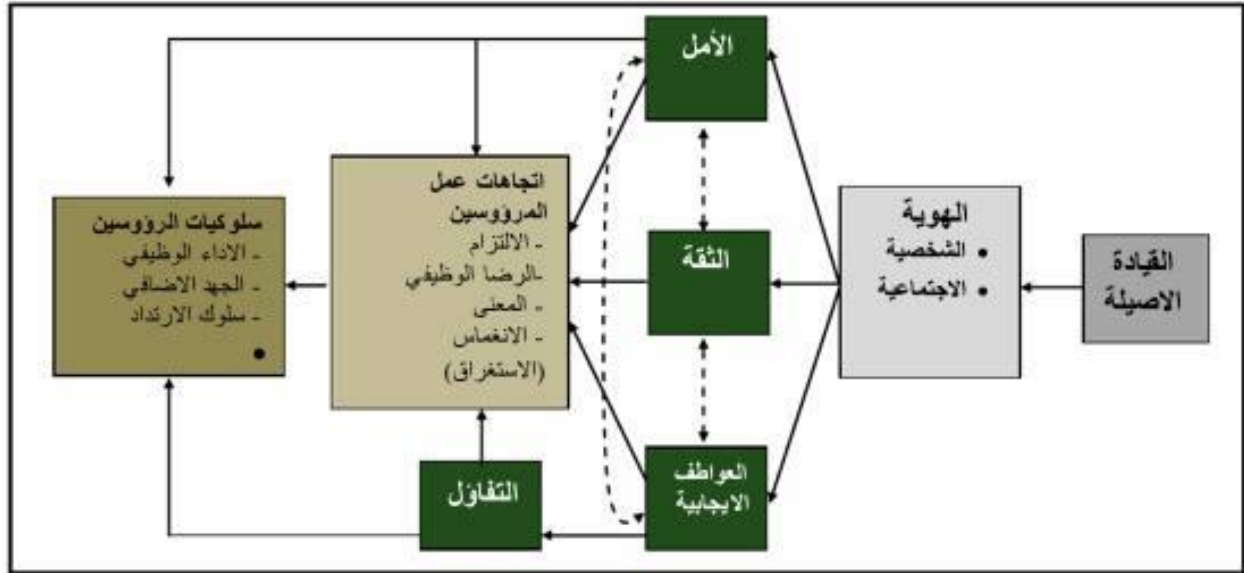 القيادة
الاصيلة
الهوية
• الشخصية
• الاجتماعية
الأمل
الثقة
العواطف
الايجابية
التفاؤل
اتجاهات عمل
المرؤوسين
- الالتزام
-الرضا الوظيفي
- المعنى
- الانغماس
(الاستغراق)
سلوكيات الرؤوسين
- الاداء الوظيفي
- الجهد الاضافي
- سلوك الارتداد
•